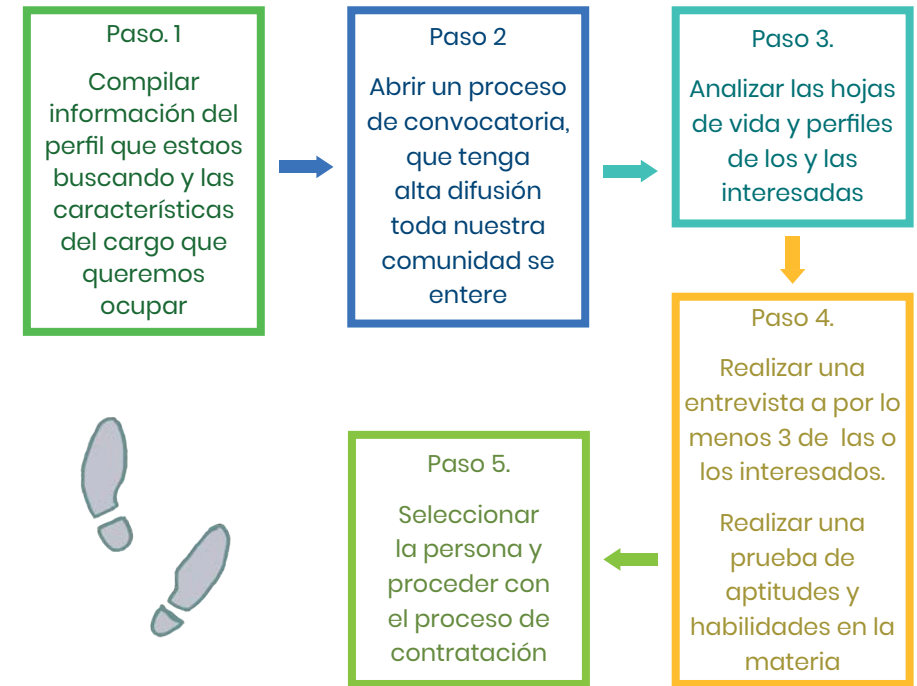 Paso. 1
Compilar
información del
perfil que estaos
buscando y las
características
del cargo que
queremos
ocupar
Paso 2
Abrir un proceso
de convocatoria,
que tenga
alta difusión
toda nuestra
comunidad se
entere
Paso 3.
Analizar las hojas
de vida y perfiles
de los y las
interesadas
Paso 4.
Realizar una
entrevista a por lo
menos 3 de las o
los interesados.
Realizar una
prueba de
aptitudes y
habilidades en la
materia
Paso 5.
Seleccionar
la persona y
proceder con
el proceso de
contratación